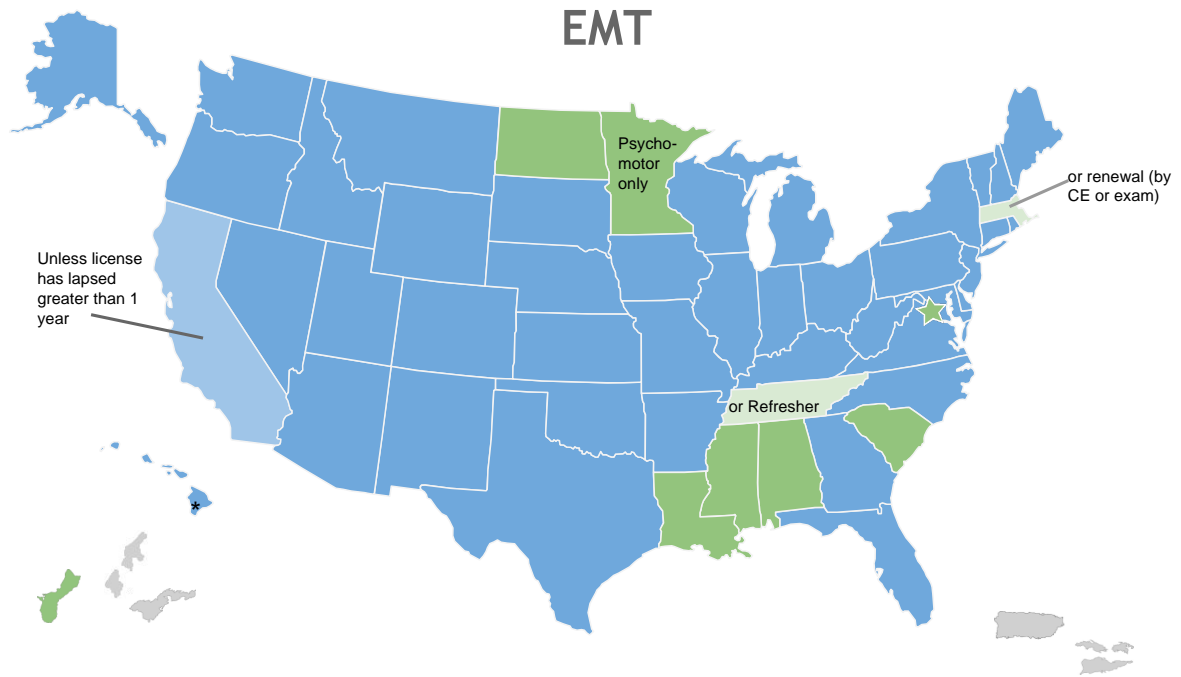 EMT
Psycho-
motor
only
or renewal (by
CE or exam)
Unless license
has lapsed
greater than 1
year
or Refresher
*